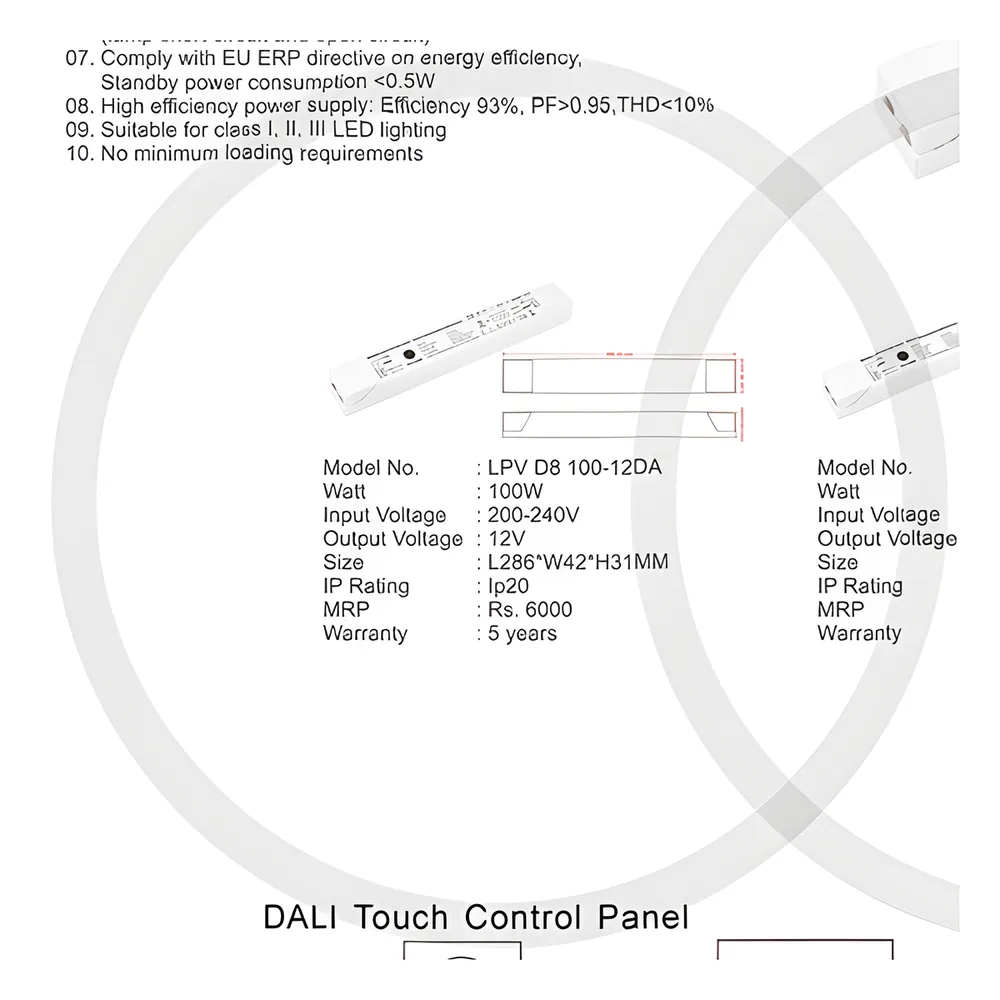 07. Comply with EU ERP directive on energy efficiency,
Standby power consumption <0.5W
08. High efficiency power supply: Efficiency 93%, PF>0.95,THD<10%
09. Suitable for class I, II, III LED lighting
10. No minimum loading requirements
Model No. : LPV D8 100-12DA
Watt : 100W
Input Voltage : 200-240V
Output Voltage : 12V
Size : L286*W42*H31MM
IP Rating : Ip20
MRP : Rs. 6000
Warranty : 5 years
Model No.
Watt
Input Voltage
Output Voltage
Size
IP Rating
MRP
Warranty
DALI Touch Control Panel